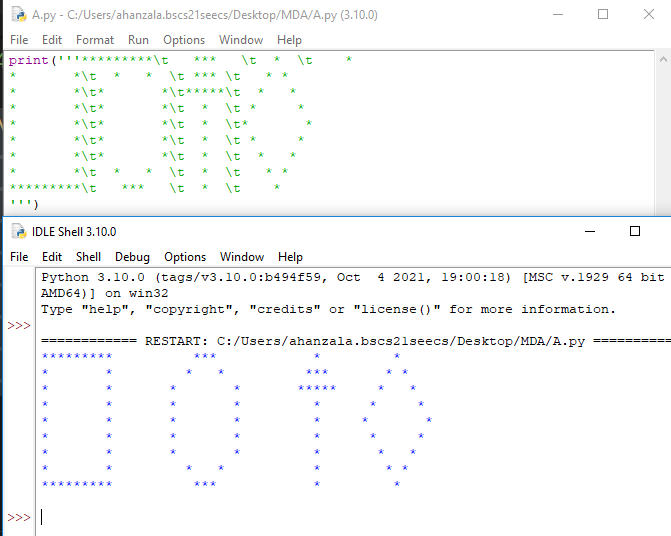 A.py - C:/Users/ahanzala.bscs21seecs/Desktop/MDA/A.py (3.10.0)
File Edit Format Run Options Window Help
print('''*********\t   ***   \t  *  \t    *
*       *\t  *   *  \t *** \t   * *
*       *\t*       *\t*****\t  *   *
*       *\t*       *\t  *  \t *     *
*       *\t*       *\t  *  \t*       *
*       *\t*       *\t  *  \t *     *
*       *\t*       *\t  *  \t  *   *
*       *\t  *   *  \t  *  \t   * *
*********\t   ***   \t  *  \t    *
''')
IDLE Shell 3.10.0
File Edit Shell Debug Options Window Help
Python 3.10.0 (tags/v3.10.0:b494f59, Oct  4 2021, 19:00:18) [MSC v.1929 64 bit
AMD64)] on win32
Type "help", "copyright", "credits" or "license()" for more information.
>>>
============ RESTART: C:/Users/ahanzala.bscs21seecs/Desktop/MDA/A.py ==========
*********          ***            *         *
*       *         *   *          ***       * *
*       *       *       *       *****     *   *
*       *       *       *         *      *     *
*       *       *       *         *     *       *
*       *       *       *         *      *     *
*       *       *       *         *       *   *
*       *         *   *           *        * *
*********          ***            *         *
>>>